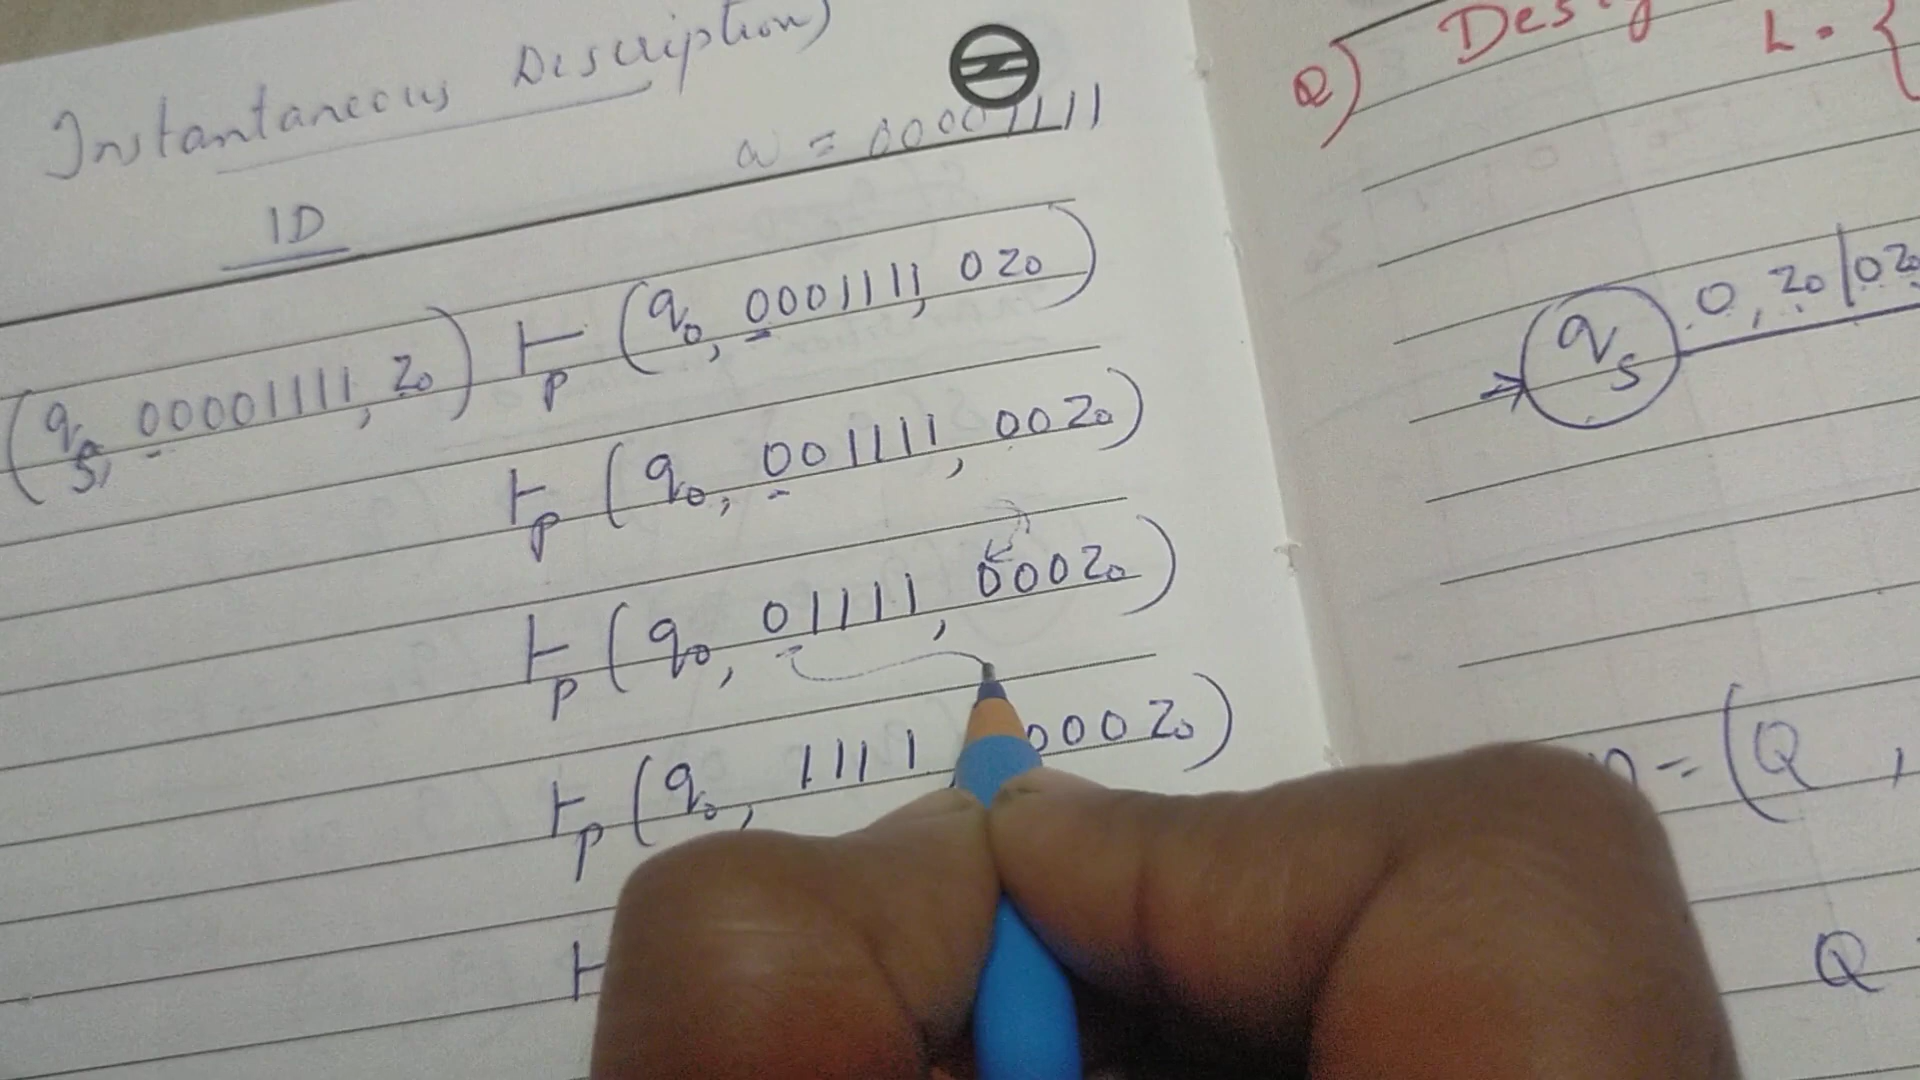 Instantaneous Description)
ID
w = 00001111
(qs, 00001111, z0) ⊢p (q0, 0001111, 0z0)
⊢p (q0, 001111, 00z0)
⊢p (q0, 01111, 000z0)
⊢p (q0, 1111, 000z0)
⊢
Q)
L = {
qs 0, z0/0z0
= (Q,
Q